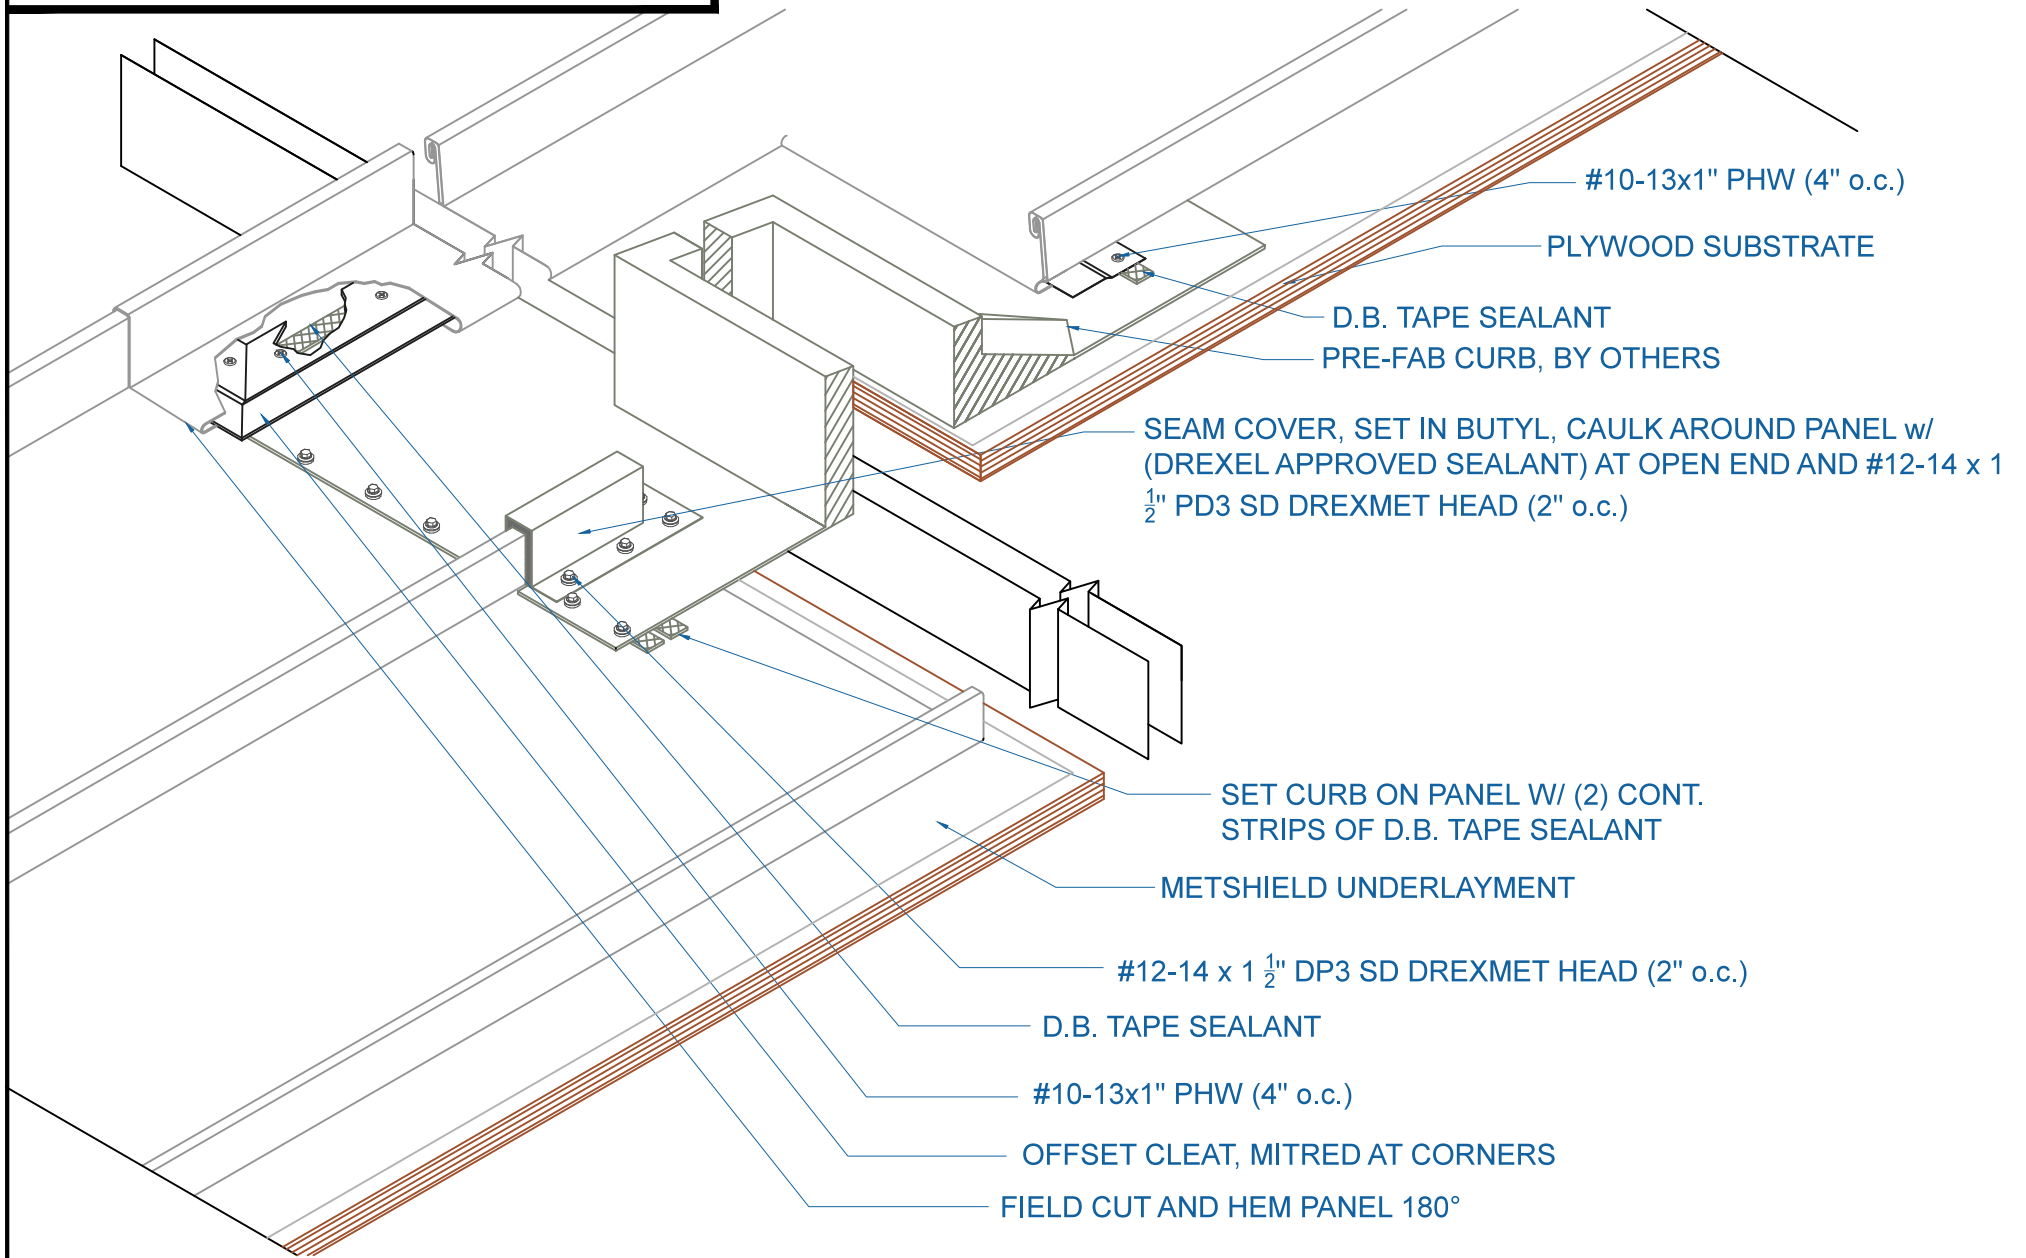 #10-13x1" PHW (4" o.c.)
PLYWOOD SUBSTRATE
D.B. TAPE SEALANT
PRE-FAB CURB, BY OTHERS
SEAM COVER, SET IN BUTYL, CAULK AROUND PANEL w/
(DREXEL APPROVED SEALANT) AT OPEN END AND #12-14 x 1
1/2" PD3 SD DREXMET HEAD (2" o.c.)
SET CURB ON PANEL W/ (2) CONT.
STRIPS OF D.B. TAPE SEALANT
METSHIELD UNDERLAYMENT
#12-14 x 1 1/2" DP3 SD DREXMET HEAD (2" o.c.)
D.B. TAPE SEALANT
#10-13x1" PHW (4" o.c.)
OFFSET CLEAT, MITRED AT CORNERS
FIELD CUT AND HEM PANEL 180°